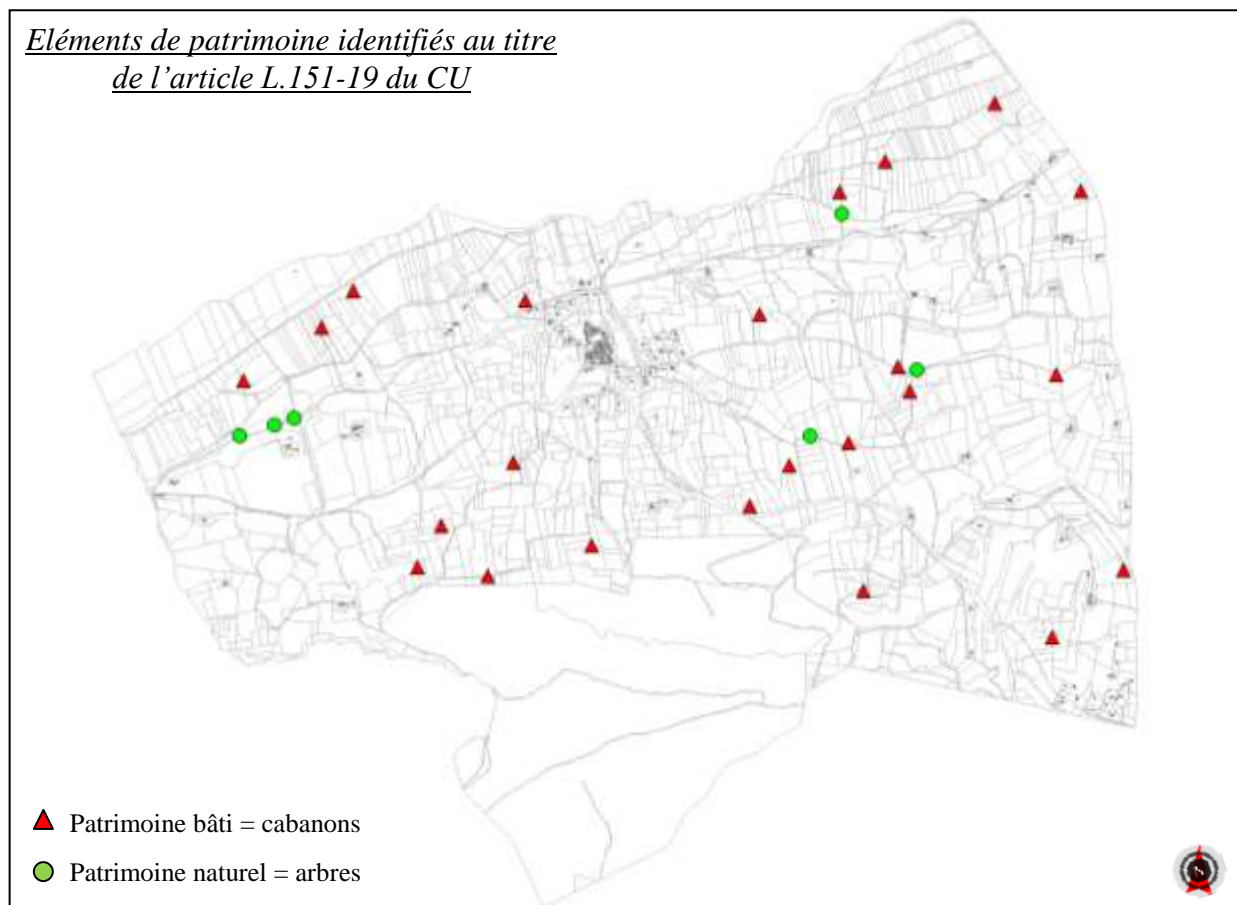 Eléments de patrimoine identifiés au titre
de l’article L.151-19 du CU
Patrimoine bâti = cabanons
Patrimoine naturel = arbres